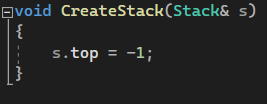 void CreateStack(Stack& s)
{
    s.top = -1;
}